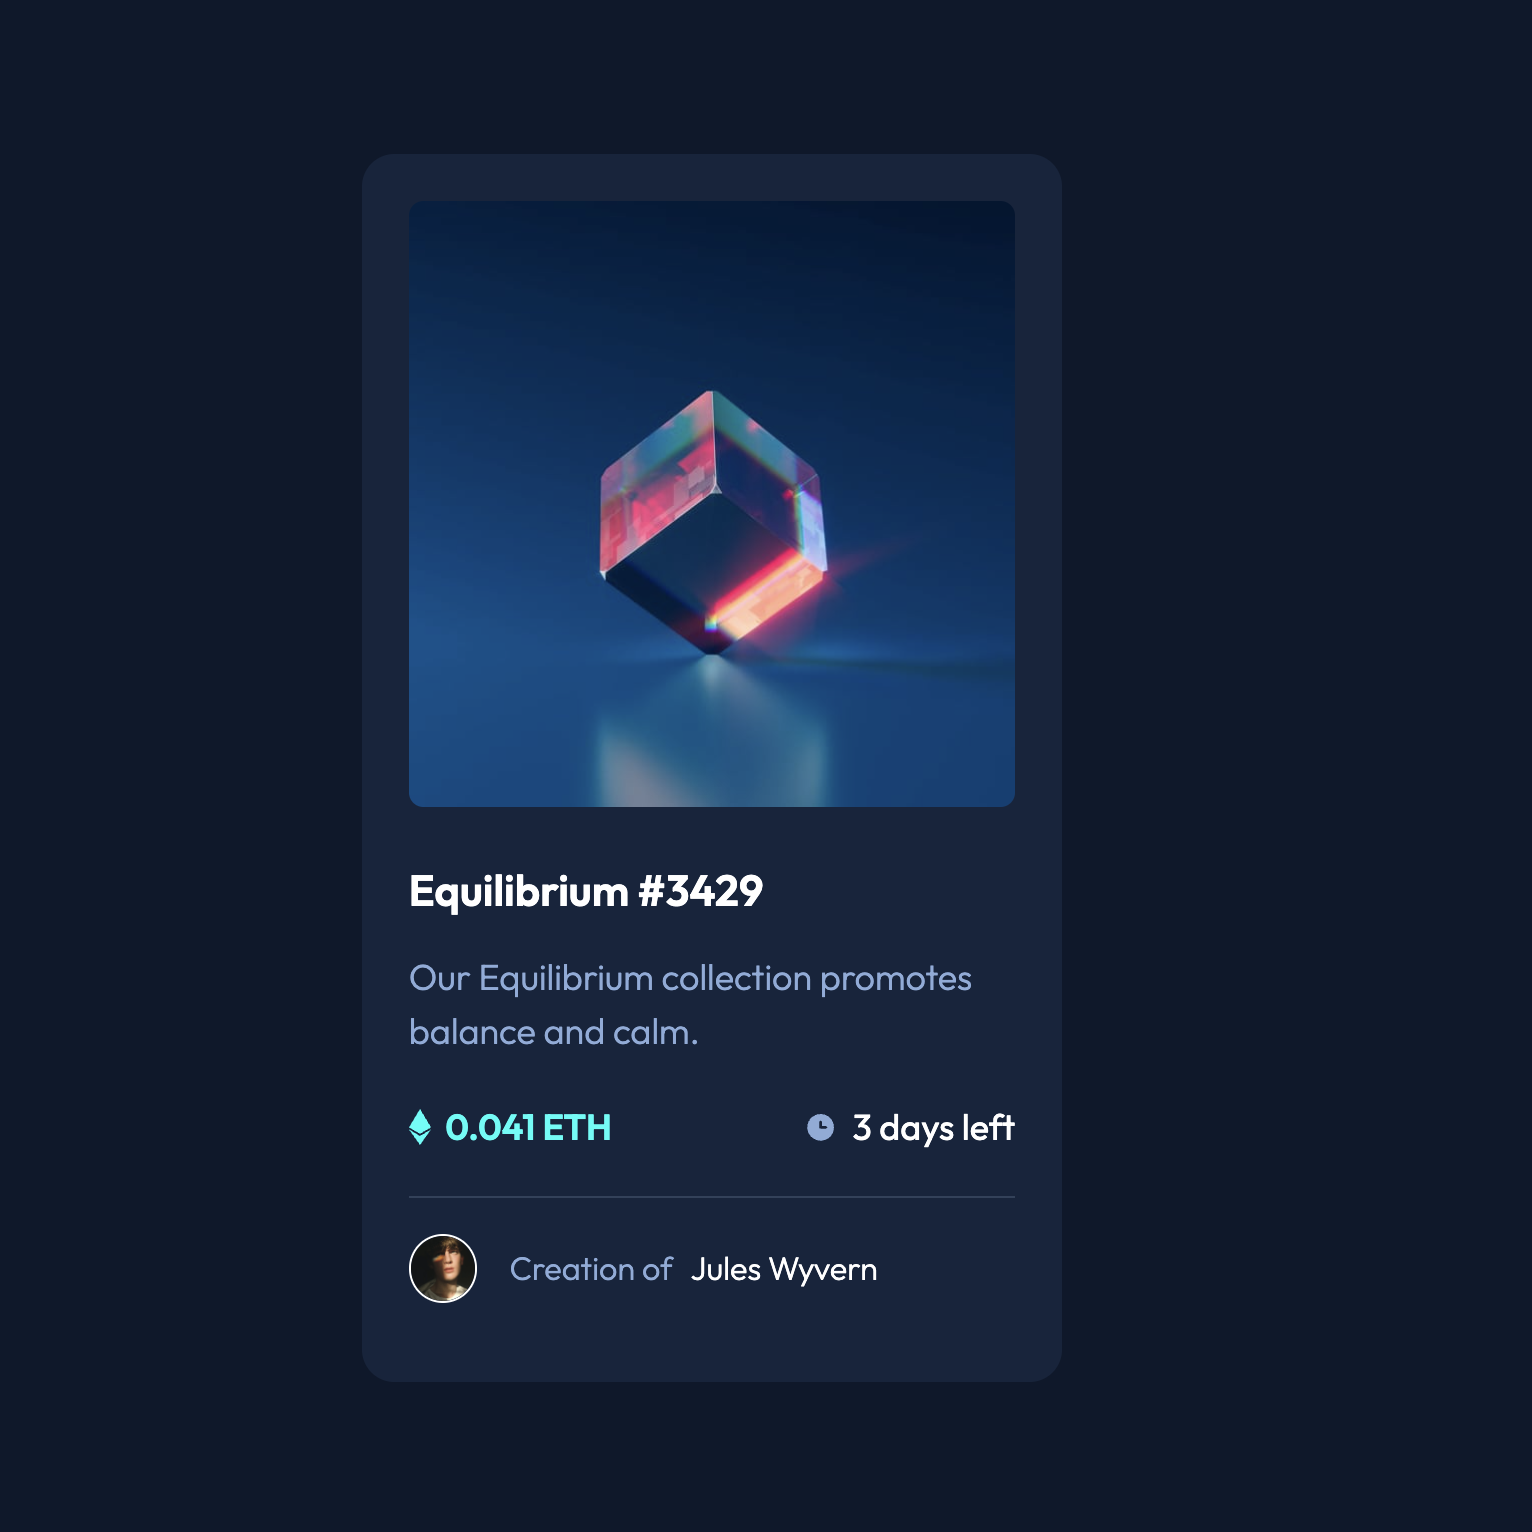 Equilibrium #3429
Our Equilibrium collection promotes
balance and calm.
0.041 ETH
3 days left
Creation of Jules Wyvern